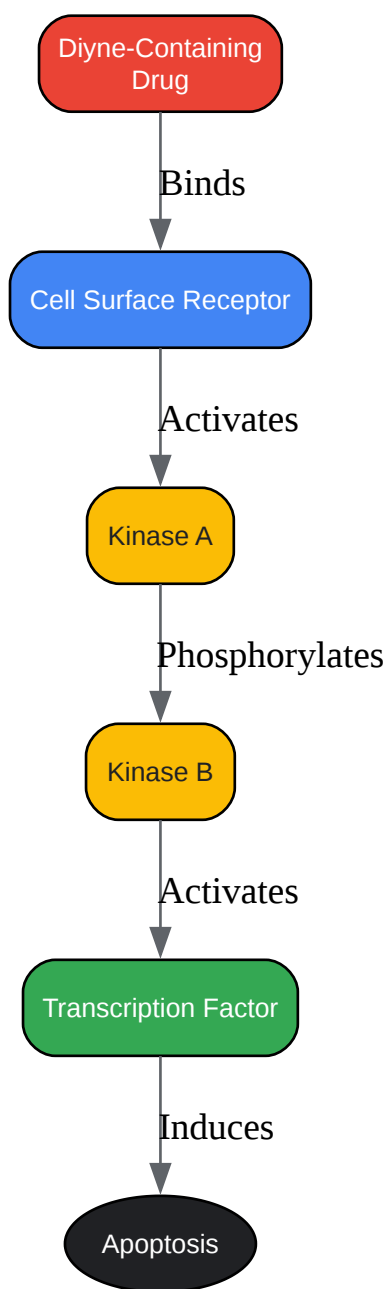 Diyne-Containing
Drug
Binds
Cell Surface Receptor
Activates
Kinase A
Phosphorylates
Kinase B
Activates
Transcription Factor
Induces
Apoptosis